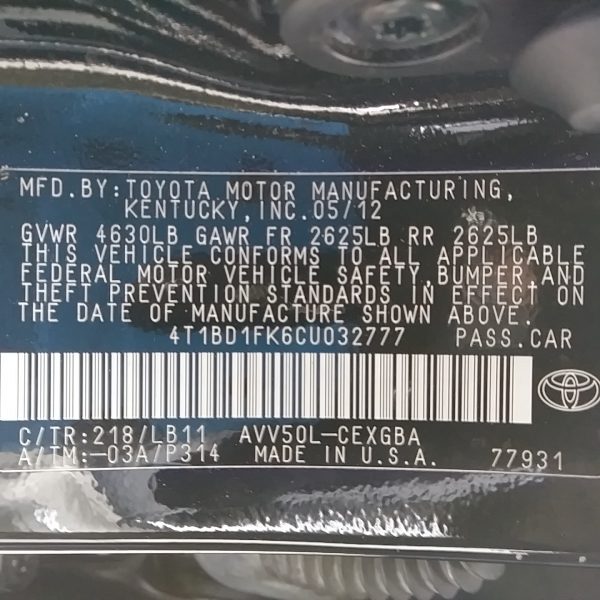 MFD.BY:TOYOTA MOTOR MANUFACTURING,
KENTUCKY,INC.05/12
GVWR 4630LB GAWR FR 2625LB RR 2625LB
THIS VEHICLE CONFORMS TO ALL APPLICABLE
FEDERAL MOTOR VEHICLE SAFETY,BUMPER,AND
THEFT PREVENTION STANDARDS IN EFFECT ON
THE DATE OF MANUFACTURE SHOWN ABOVE.
4T1BD1FK6CU032777 PASS.CAR
C/TR:218/LB11 AVV50L-CEXGBA
A/TM:-03A/P314 MADE IN U.S.A. 77931